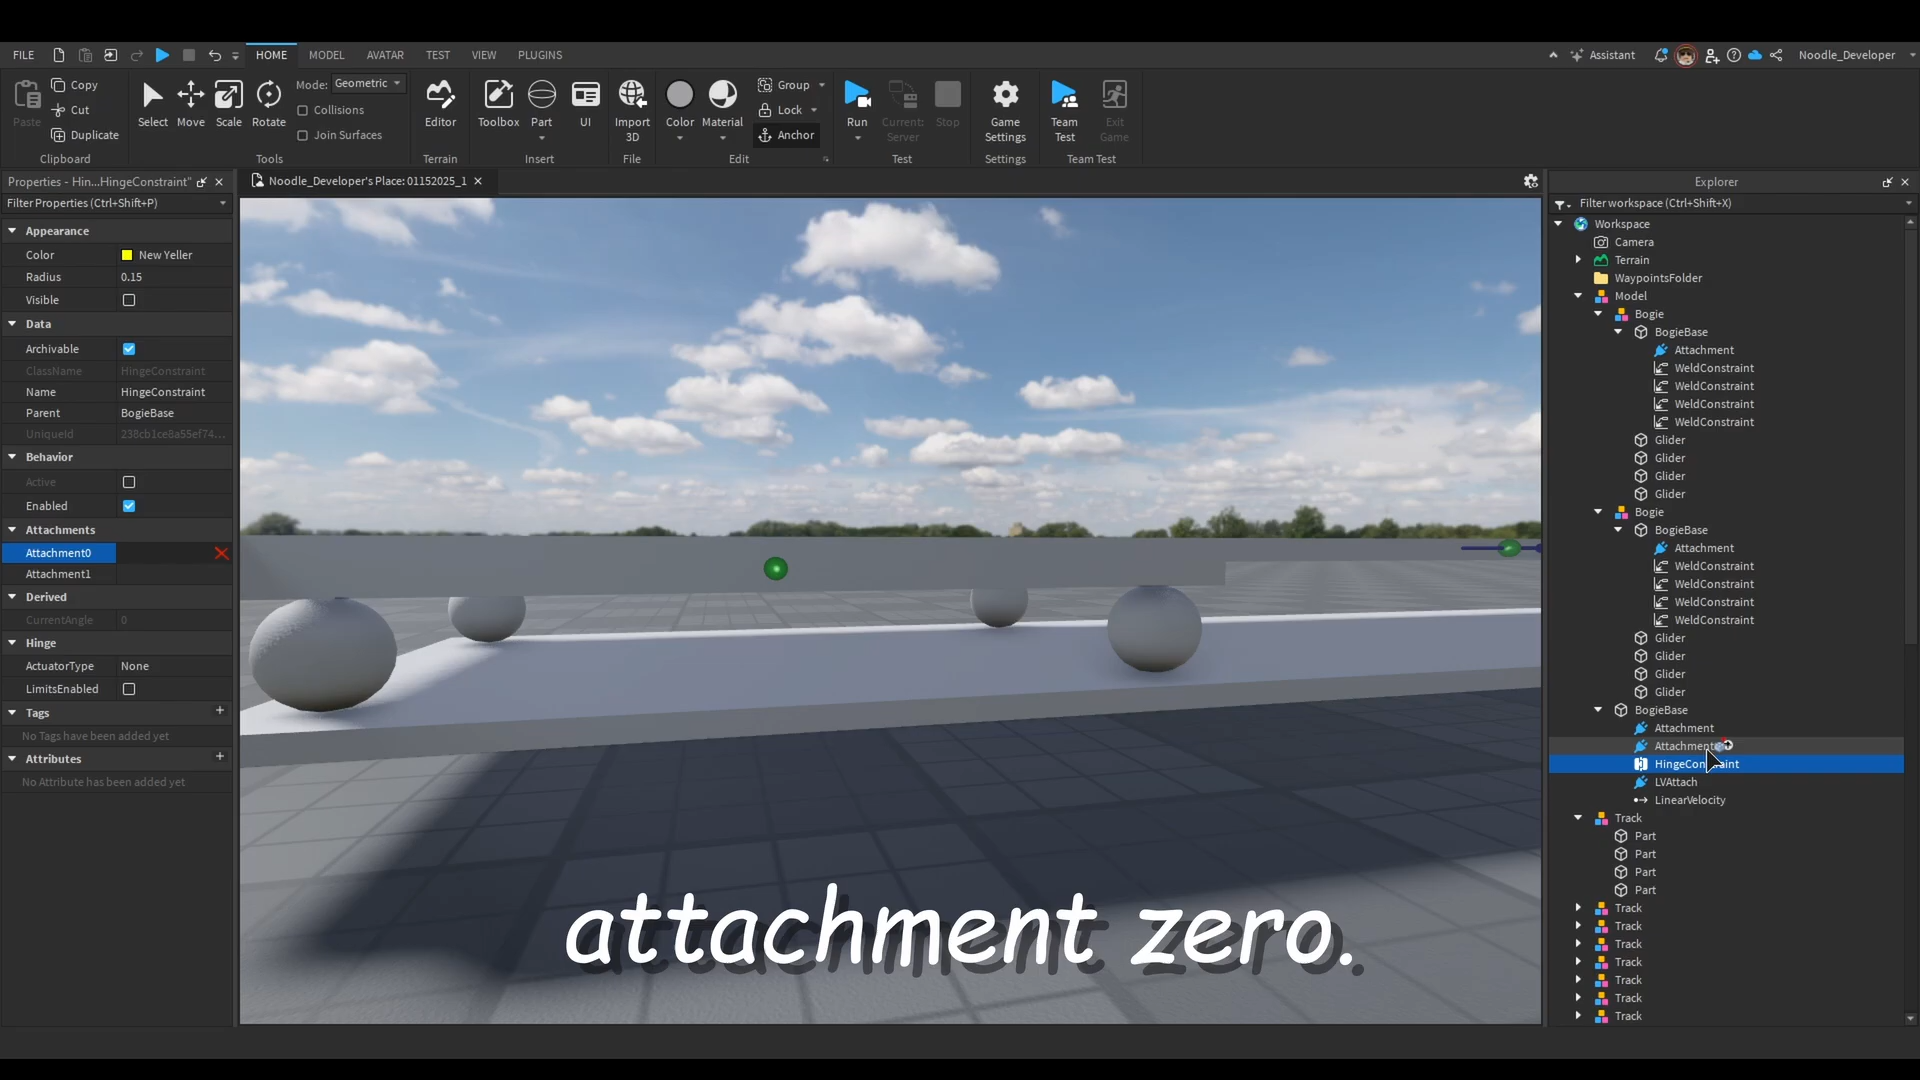 FILE HOME MODEL AVATAR TEST VIEW PLUGINS Assistant Noodle_Developer
Paste Copy Cut Duplicate Clipboard
Select Move Scale Rotate Mode: Geometric Collisions Join Surfaces Tools
Editor Terrain
Toolbox Part UI Insert
Import 3D File
Color Material Group Lock Anchor Edit
Run Current: Server Stop Test
Game Settings Settings
Team Test Exit Game Team Test
Properties - Hin...HingeConstraint"
Filter Properties (Ctrl+Shift+P)
Appearance
Color New Yeller
Radius 0.15
Visible
Data
Archivable
ClassName HingeConstraint
Name HingeConstraint
Parent BogieBase
UniqueId 238cb1ce8a55ef74...
Behavior
Active
Enabled
Attachments
Attachment0
Attachment1
Derived
CurrentAngle 0
Hinge
ActuatorType None
LimitsEnabled
Tags +
No Tags have been added yet
Attributes +
No Attribute has been added yet
Noodle_Developer's Place: 01152025_1
attachment zero.
Explorer
Filter workspace (Ctrl+Shift+X)
Workspace
Camera
Terrain
WaypointsFolder
Model
Bogie
BogieBase
Attachment
WeldConstraint
WeldConstraint
WeldConstraint
WeldConstraint
Glider
Glider
Glider
Glider
Bogie
BogieBase
Attachment
WeldConstraint
WeldConstraint
WeldConstraint
WeldConstraint
Glider
Glider
Glider
Glider
BogieBase
Attachment
Attachment
HingeConstraint
LVAttach
LinearVelocity
Track
Part
Part
Part
Part
Track
Track
Track
Track
Track
Track
Track